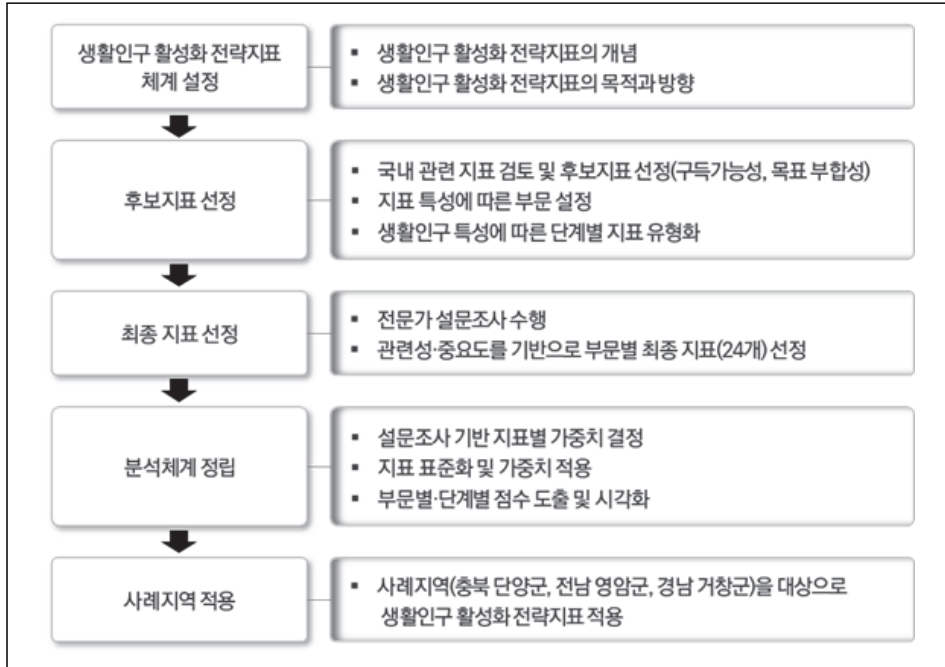 생활인구 활성화 전략지표
체계 설정
▪ 생활인구 활성화 전략지표의 개념
▪ 생활인구 활성화 전략지표의 목적과 방향
후보지표 선정
▪ 국내 관련 지표 검토 및 후보지표 선정(구득가능성, 목표 부합성)
▪ 지표 특성에 따른 부문 설정
▪ 생활인구 특성에 따른 단계별 지표 유형화
최종 지표 선정
▪ 전문가 설문조사 수행
▪ 관련성·중요도를 기반으로 부문별 최종 지표(24개) 선정
분석체계 정립
▪ 설문조사 기반 지표별 가중치 결정
▪ 지표 표준화 및 가중치 적용
▪ 부문별·단계별 점수 도출 및 시각화
사례지역 적용
▪ 사례지역(충북 단양군, 전남 영암군, 경남 거창군)을 대상으로
생활인구 활성화 전략지표 적용